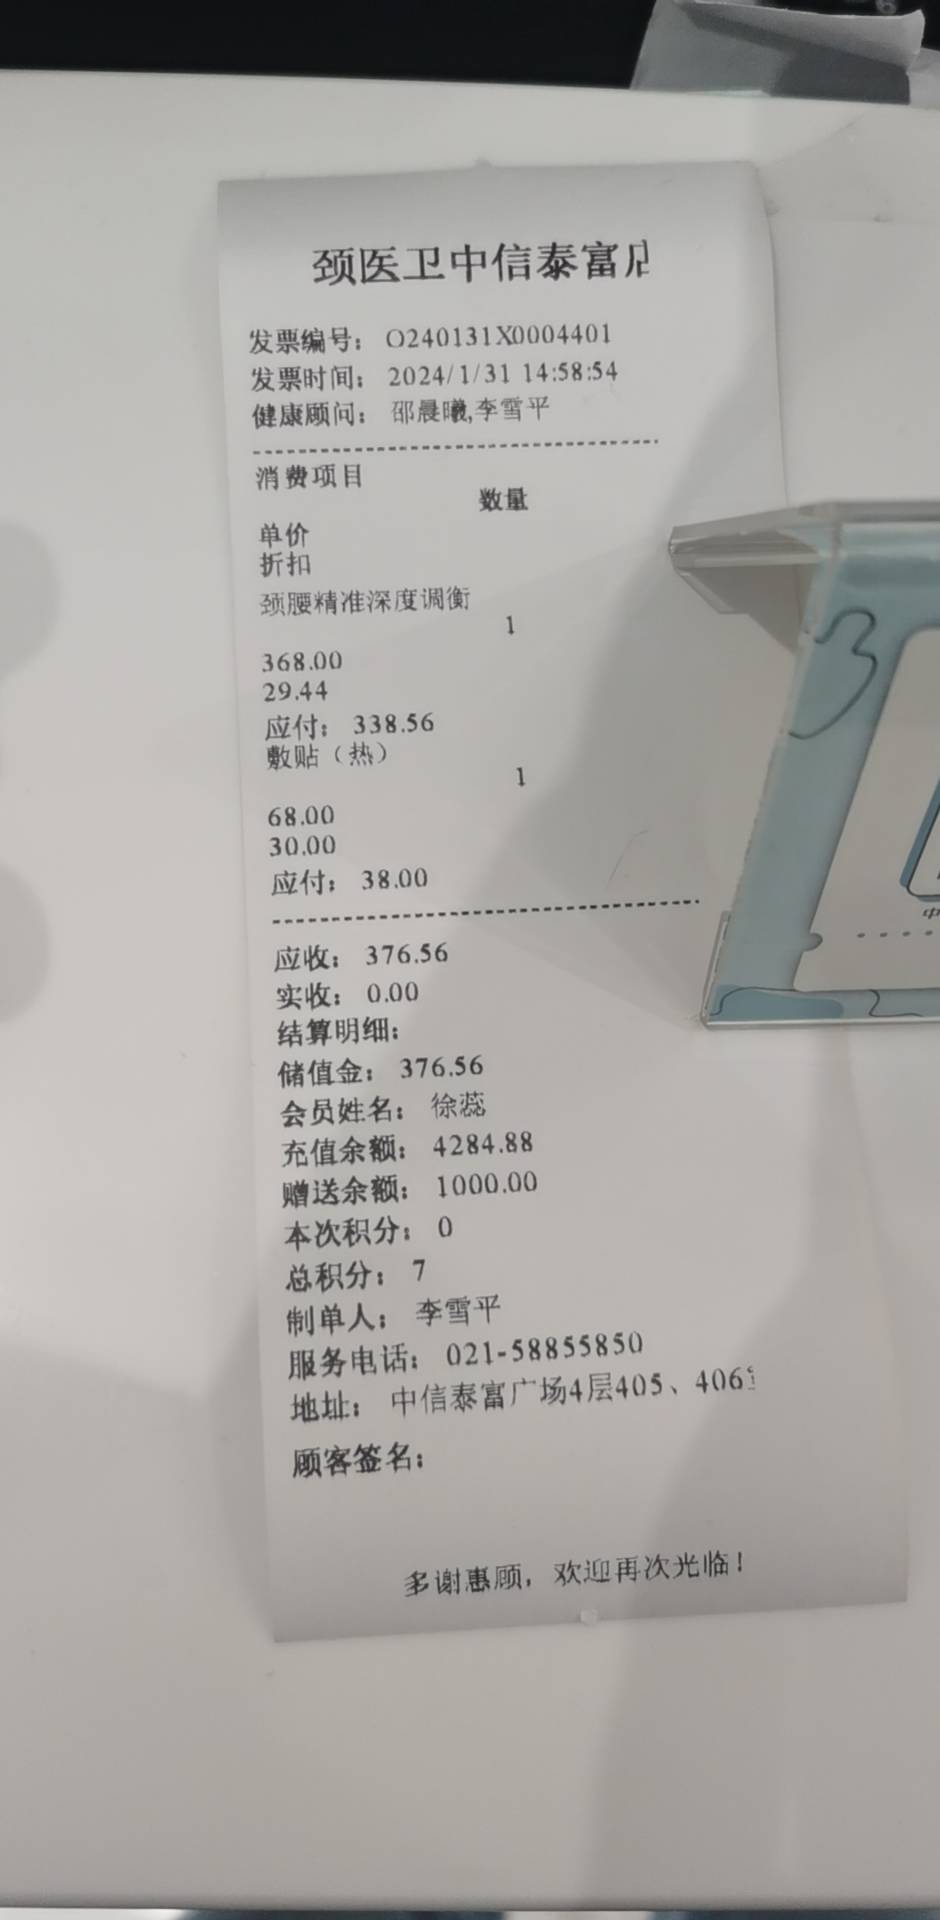 颈医卫中信泰富店
发票编号： O240131X0004401
发票时间： 2024/1/31 14:58:54
健康顾问： 邵晨曦,李雪平
消费项目
数量
单价
折扣
颈腰精准深度调衡
1
368.00
29.44
应付： 338.56
敷贴（热）
1
68.00
30.00
应付： 38.00
应收： 376.56
实收： 0.00
结算明细：
储值金： 376.56
会员姓名： 徐蕊
充值余额： 4284.88
赠送余额： 1000.00
本次积分： 0
总积分： 7
制单人： 李雪平
服务电话： 021-58855850
地址： 中信泰富广场4层405、406
顾客签名：
多谢惠顾，欢迎再次光临！
中